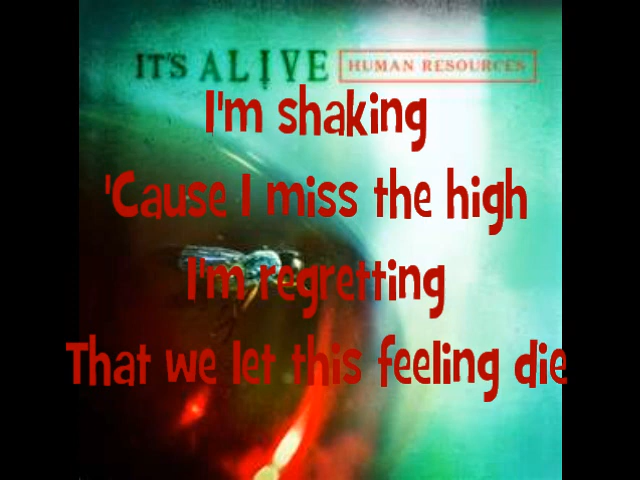 IT'S ALIVE HUMAN RESOURCES
I'm shaking
'Cause I miss the high
I'm regretting
That we let this feeling die